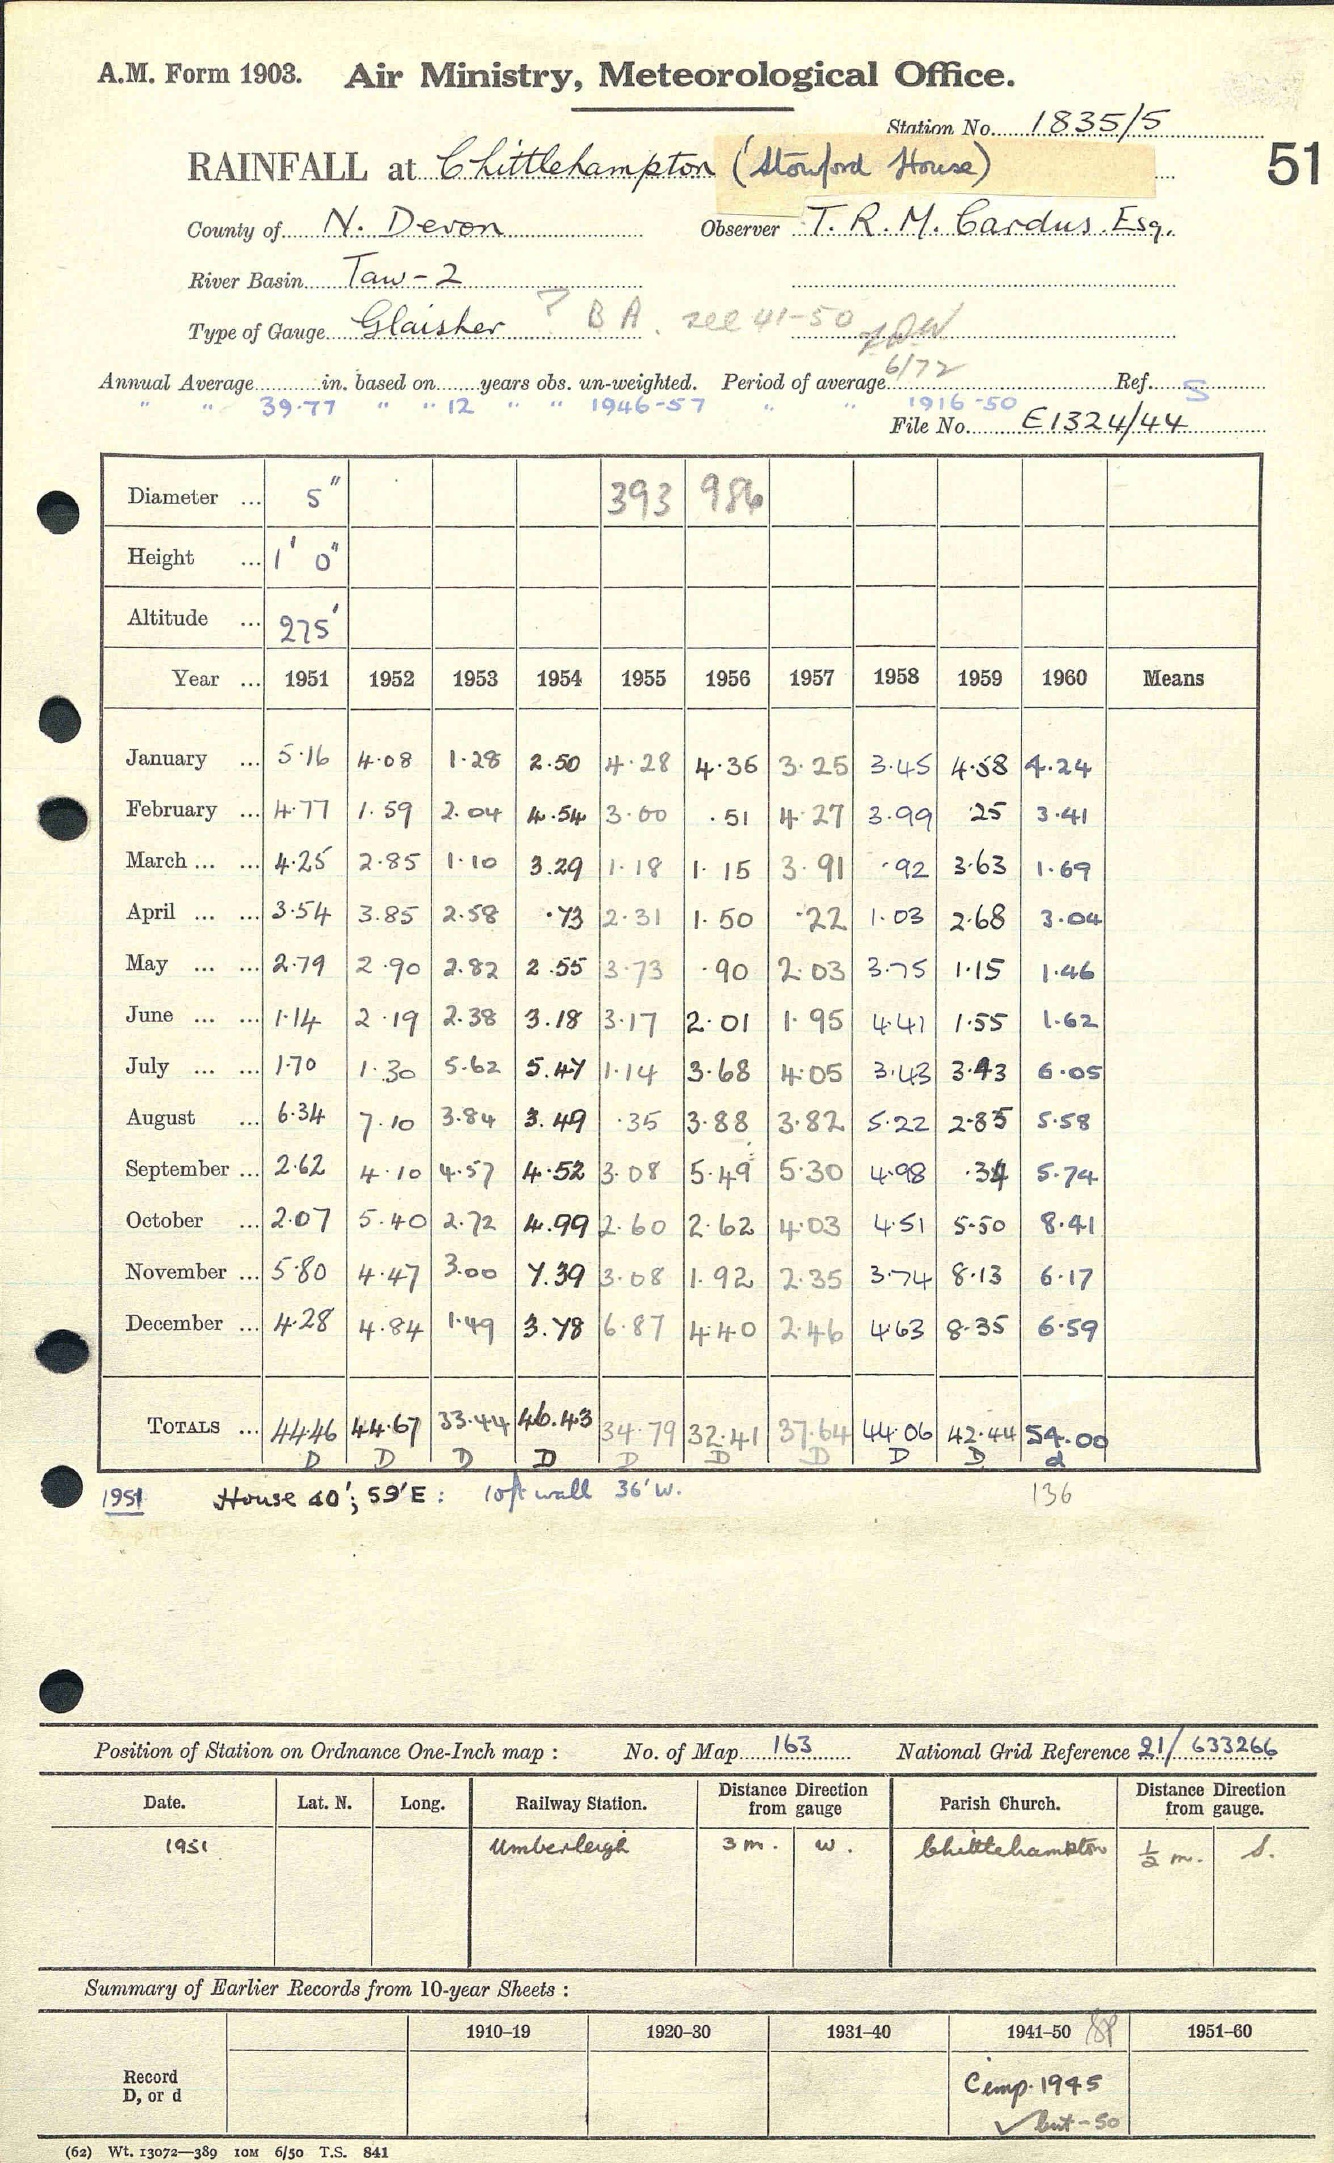 A.M. Form 1903. Air Ministry, Meteorological Office.
Station No. 1835/5
RAINFALL at Chittlehampton (Stowford House) 51
County of N. Devon Observer T. R. M. Cardus. Esq.
River Basin Taw-2
Type of Gauge Glaisher ? B A. see 41-50
6/72
Annual Average in. based on years obs. un-weighted. Period of average Ref. S
" " 39.77 " " 12 " " 1946-57 " " 1916-50
File No. E1324/44
Diameter ... 5" 393 986
Height ... 1' 0"
Altitude ... 275'
Year ... 1951 1952 1953 1954 1955 1956 1957 1958 1959 1960 Means
January ... 5.16 4.08 1.28 2.50 4.28 4.36 3.25 3.45 4.58 4.24
February ... 4.77 1.59 2.04 4.54 3.00 .51 4.27 3.99 .25 3.41
March ... ... 4.25 2.85 1.10 3.29 1.18 1.15 3.91 .92 3.63 1.69
April ... ... 3.54 3.85 2.58 .73 2.31 1.50 .22 1.03 2.68 3.04
May ... ... 2.79 2.90 2.82 2.55 3.73 .90 2.03 3.75 1.15 1.46
June ... ... 1.14 2.19 2.38 3.18 3.17 2.01 1.95 4.41 1.55 1.62
July ... ... 1.70 1.30 5.62 5.47 1.14 3.68 4.05 3.43 3.43 6.05
August ... 6.34 7.10 3.84 3.49 .35 3.88 3.82 5.22 2.85 5.58
September ... 2.62 4.10 4.57 4.52 3.08 5.49 5.30 4.98 .34 5.74
October ... 2.07 5.40 2.72 4.99 2.60 2.62 4.03 4.51 5.50 8.41
November ... 5.80 4.47 3.00 7.39 3.08 1.92 2.35 3.74 8.13 6.17
December ... 4.28 4.84 1.49 3.78 6.87 4.40 2.46 4.63 8.35 6.59
TOTALS ... 44.46 44.67 33.44 46.43 34.79 32.41 37.64 44.06 42.44 54.00
D D D D D D D D D d
1951 House 40'; 59'E: 10ft wall 36'W. 136
Position of Station on Ordnance One-Inch map : No. of Map 163 National Grid Reference 21/633266
Date. Lat. N. Long. Railway Station. Distance Direction from gauge Parish Church. Distance Direction from gauge.
1951 Umberleigh 3 m. W. Chittlehampton ½ m. S.
Summary of Earlier Records from 10-year Sheets :
1910–19 1920–30 1931–40 1941–50 1951–60
Record D, or d Comp. 1945
but - 50
(62) Wt. 13072—389 10M 6/50 T.S. 841